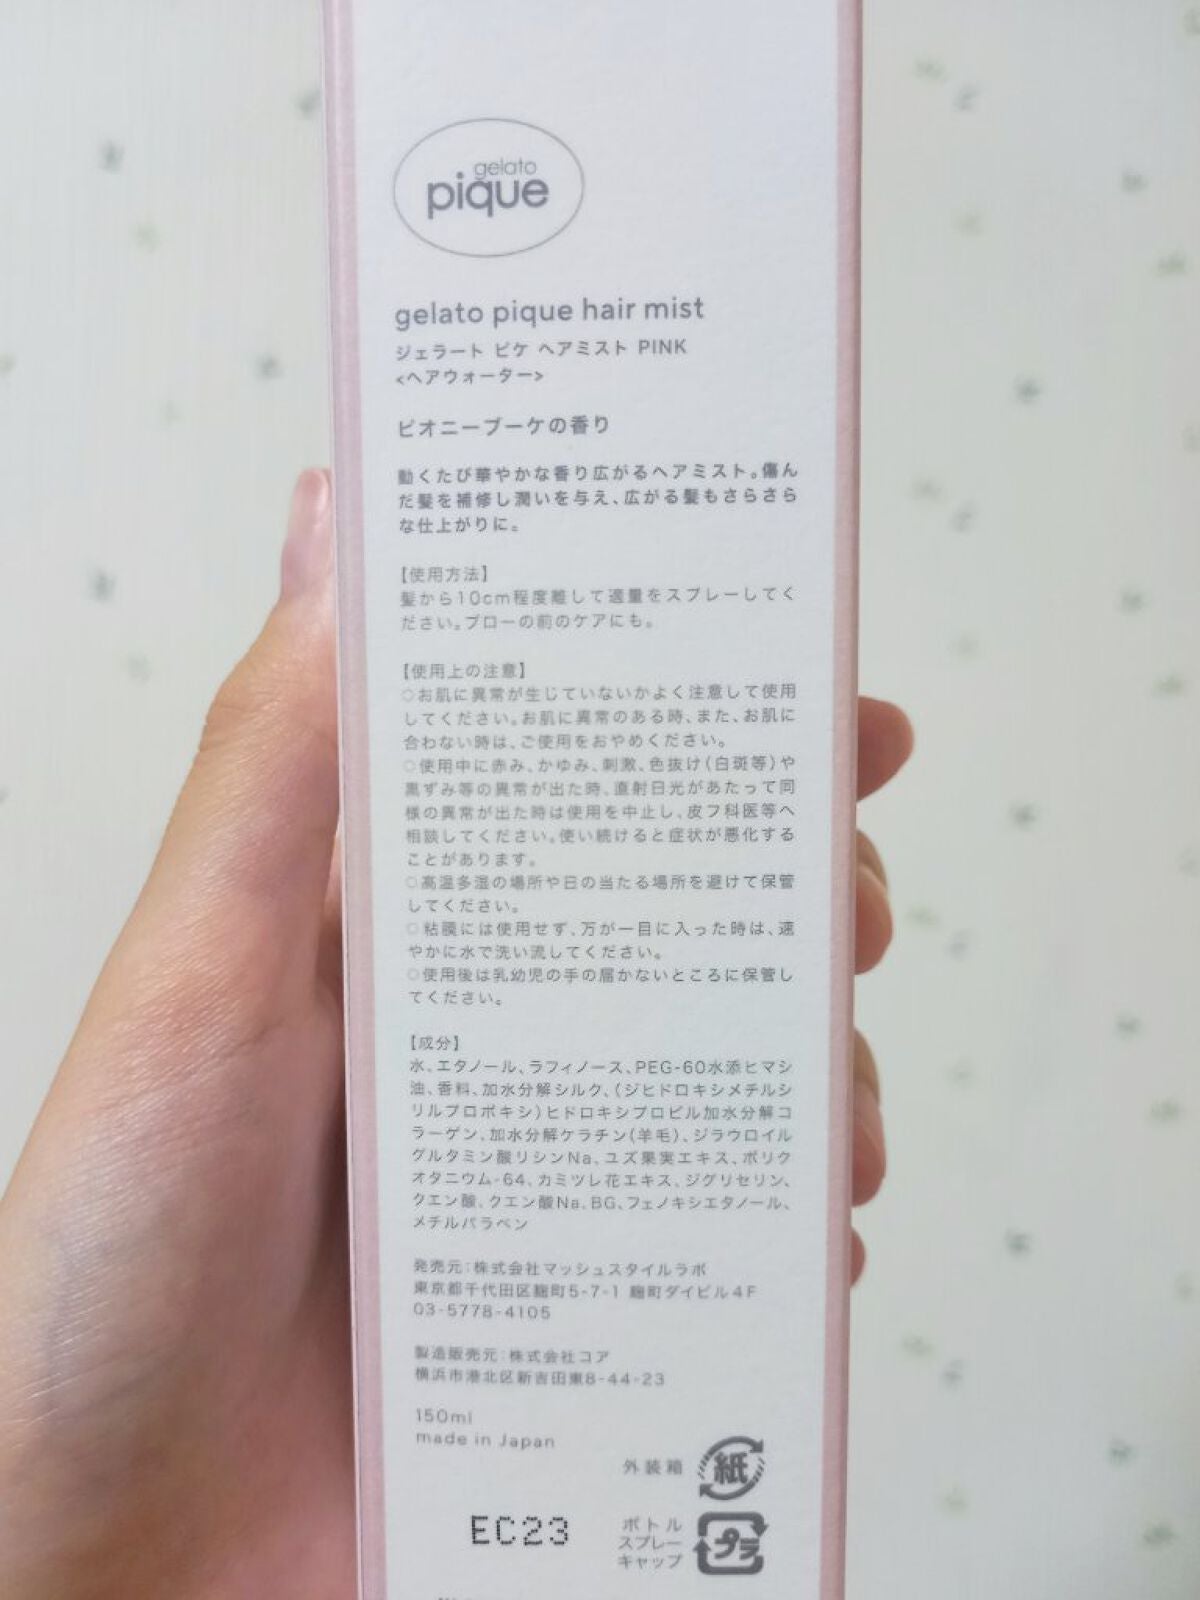 gelato
pique
gelato pique hair mist
ジェラート ピケ ヘアミスト PINK
<ヘアウォーター>
ピオニーブーケの香り
動くたび華やかな香り広がるヘアミスト。傷ん
だ髪を補修し潤いを与え、広がる髪もさらさら
な仕上がりに。
【使用方法】
髪から10cm程度離して適量をスプレーしてく
ださい。ブローの前のケアにも。
【使用上の注意】
○お肌に異常が生じていないかよく注意して使用
してください。お肌に異常のある時、また、お肌に
合わない時は、ご使用をおやめください。
○使用中に赤み、かゆみ、刺激、色抜け(白斑等)や
黒ずみ等の異常が出た時、直射日光があたって同
様の異常が出た時は使用を中止し、皮フ科医等へ
相談してください。使い続けると症状が悪化する
ことがあります。
○高温多湿の場所や日の当たる場所を避けて保管
してください。
○粘膜には使用せず、万が一目に入った時は、速
やかに水で洗い流してください。
○使用後は乳幼児の手の届かないところに保管し
てください。
【成分】
水、エタノール、ラフィノース、PEG-60水添ヒマシ
油、香料、加水分解シルク、(ジヒドロキシメチルシ
リルプロポキシ)ヒドロキシプロピル加水分解コ
ラーゲン、加水分解ケラチン(羊毛)、ジラウロイル
グルタミン酸リシンNa、ユズ果実エキス、ポリク
オタニウム-64、カミツレ花エキス、ジグリセリン、
クエン酸、クエン酸Na、BG、フェノキシエタノール、
メチルパラベン
発売元：株式会社マッシュスタイルラボ
東京都千代田区麹町5-7-1 麹町ダイビル4F
03-5778-4105
製造販売元：株式会社コア
横浜市港北区新吉田東8-44-23
150ml
made in Japan
外装箱 紙
EC23
ボトル
スプレー
キャップ
プラ